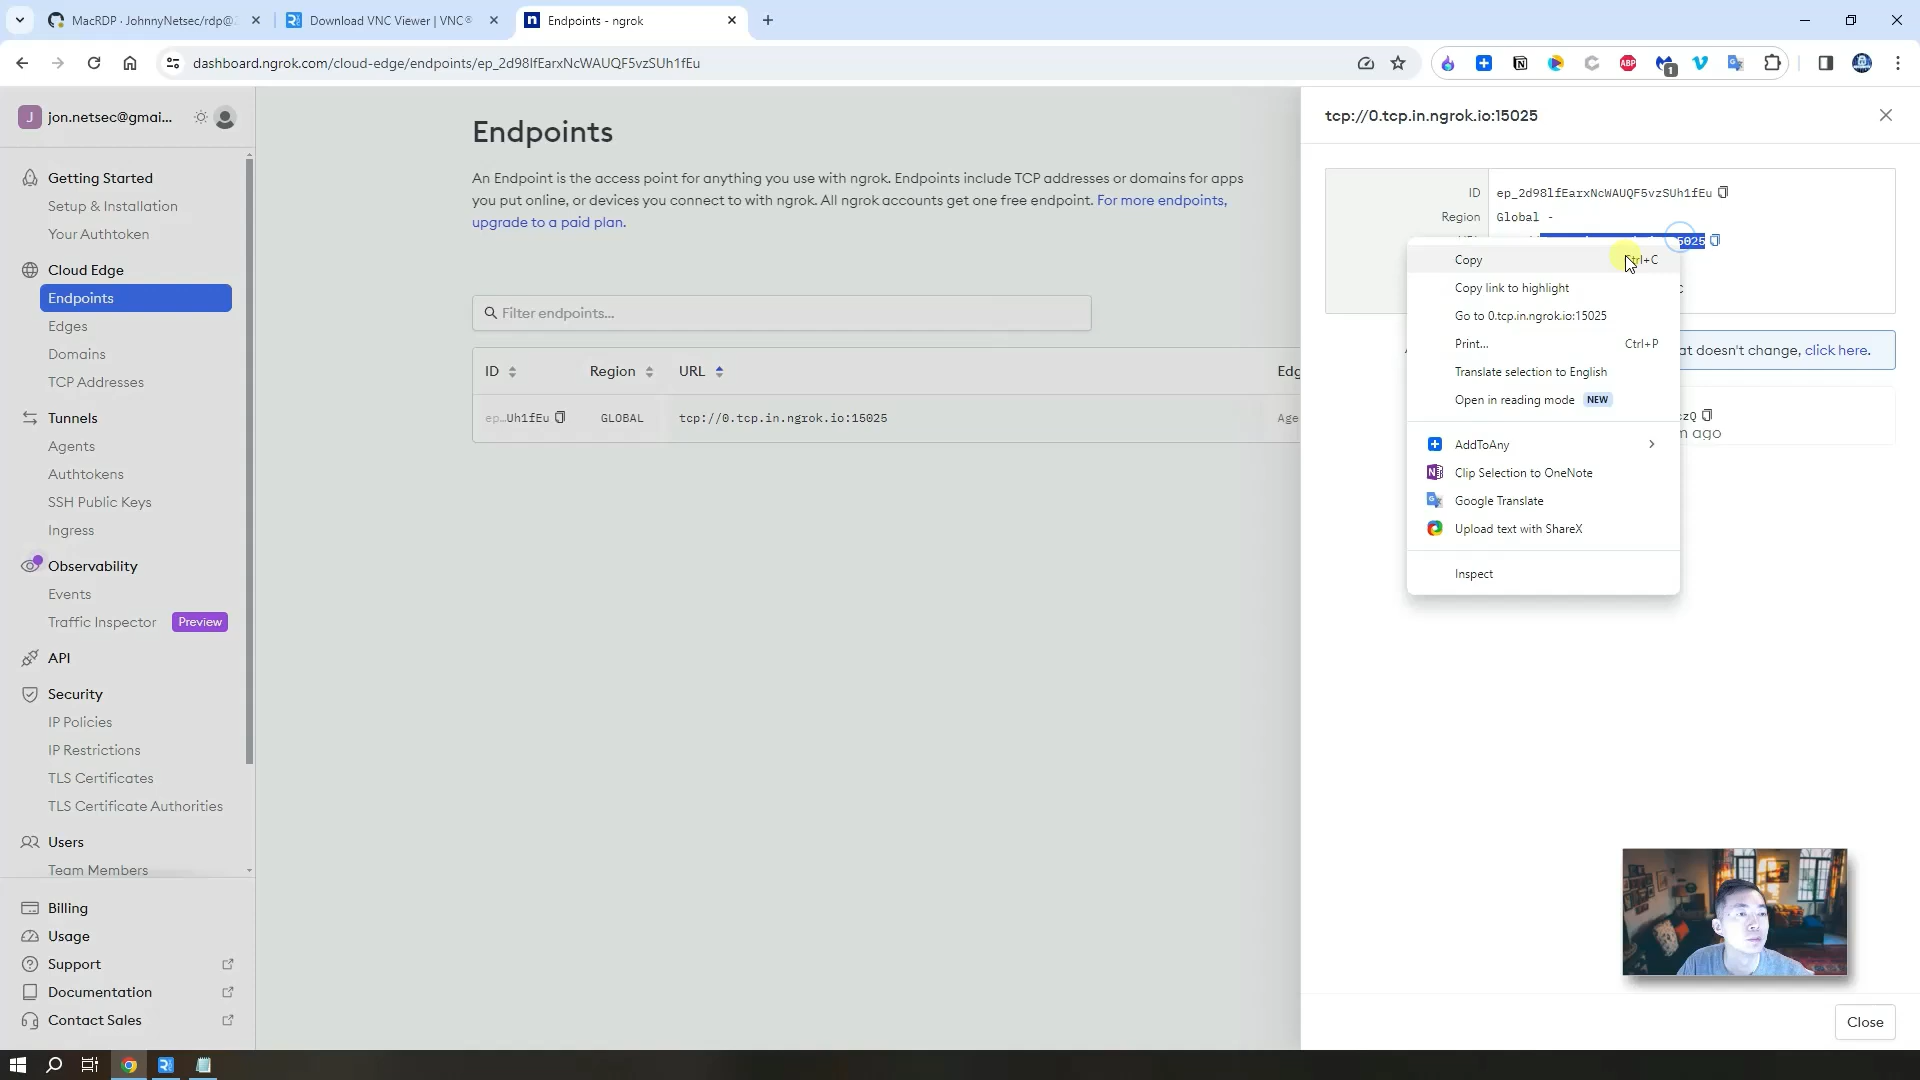 MacRDP · JohnnyNetsec/rdp@
Download VNC Viewer | VNC®
Endpoints - ngrok
dashboard.ngrok.com/cloud-edge/endpoints/ep_2d98lfEarxNcWAUQF5vzSUh1fEu
ABP
1
J
jon.netsec@gmai...
Getting Started
Setup & Installation
Your Authtoken
Cloud Edge
Endpoints
Edges
Domains
TCP Addresses
Tunnels
Agents
Authtokens
SSH Public Keys
Ingress
Observability
Events
Traffic Inspector
Preview
API
Security
IP Policies
IP Restrictions
TLS Certificates
TLS Certificate Authorities
Users
Team Members
Billing
Usage
Support
Documentation
Contact Sales
Endpoints
An Endpoint is the access point for anything you use with ngrok. Endpoints include TCP addresses or domains for apps
you put online, or devices you connect to with ngrok. All ngrok accounts get one free endpoint. For more endpoints,
upgrade to a paid plan.
Filter endpoints...
ID Region URL Edg
ep…Uh1fEu GLOBAL tcp://0.tcp.in.ngrok.io:15025 Age
tcp://0.tcp.in.ngrok.io:15025
ID ep_2d98lfEarxNcWAUQF5vzSUh1fEu
Region Global -
5025
Copy Ctrl+C
Copy link to highlight
Go to 0.tcp.in.ngrok.io:15025
Print... Ctrl+P
Translate selection to English
Open in reading mode NEW
AddToAny
Clip Selection to OneNote
Google Translate
Upload text with ShareX
Inspect
at doesn't change, click here.
czQ
m ago
Close